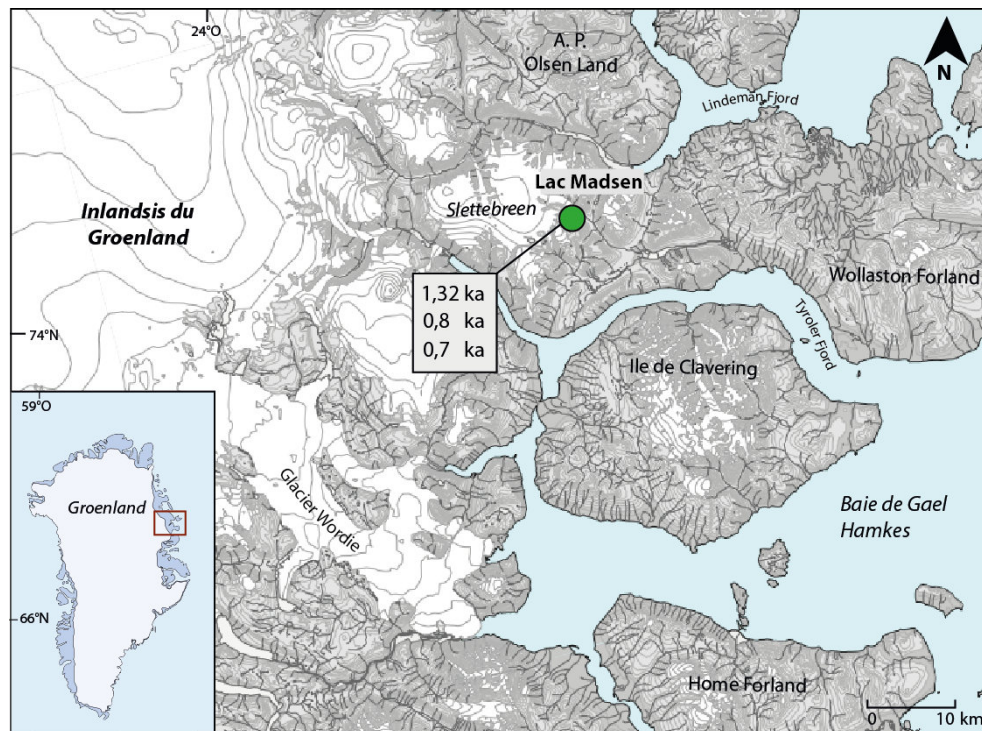 24°O
A. P.
Olsen Land
N
Lindeman Fjord
Lac Madsen
Slettebreen
Inlandsis du
Groenland
Wollaston Forland
1,32 ka
0,8 ka
0,7 ka
74°N
Tyroler Fjord
Ile de Clavering
59°O
Groenland
Glacier Wordie
Baie de Gael
Hamkes
66°N
Home Forland
0 10 km